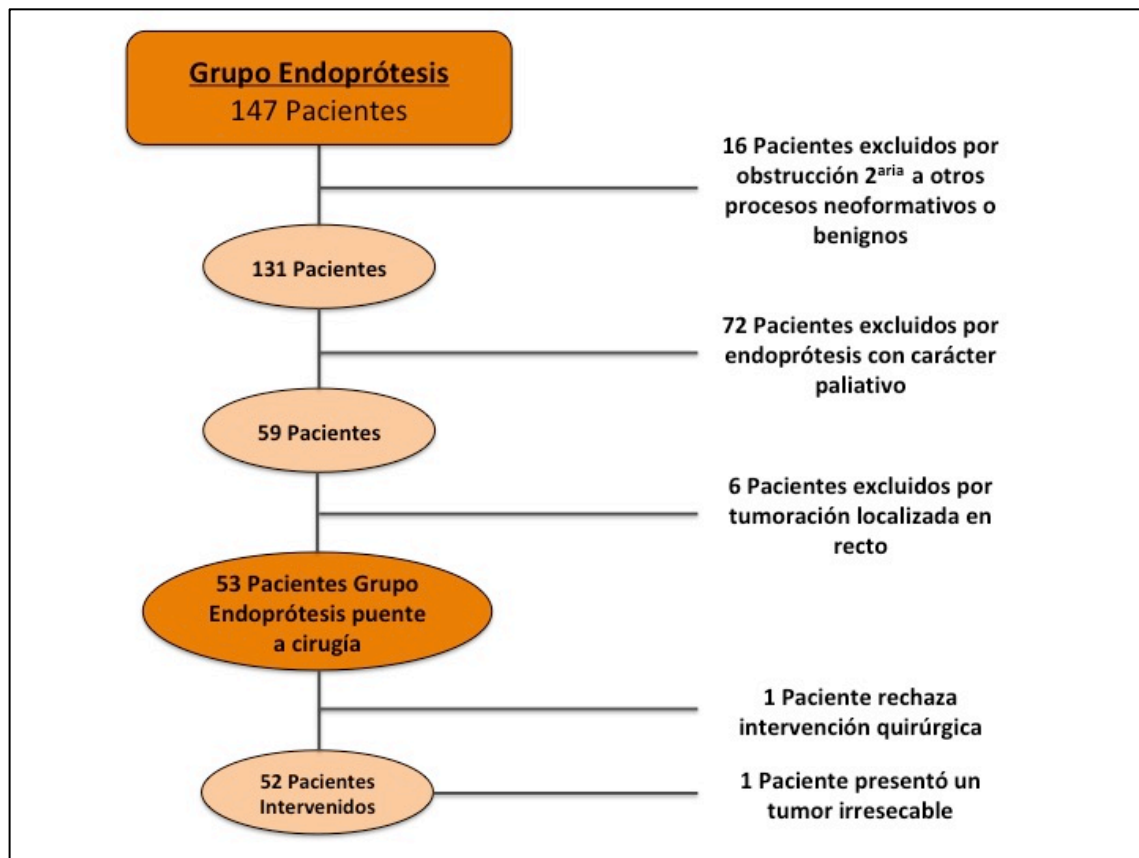 Grupo Endoprótesis
147 Pacientes
16 Pacientes excluidos por
obstrucción 2ᵃʳⁱᵃ a otros
procesos neoformativos o
benignos
131 Pacientes
72 Pacientes excluidos por
endoprótesis con carácter
paliativo
59 Pacientes
6 Pacientes excluidos por
tumoración localizada en
recto
53 Pacientes Grupo
Endoprótesis puente
a cirugía
1 Paciente rechaza
intervención quirúrgica
52 Pacientes
Intervenidos
1 Paciente presentó un
tumor irresecable